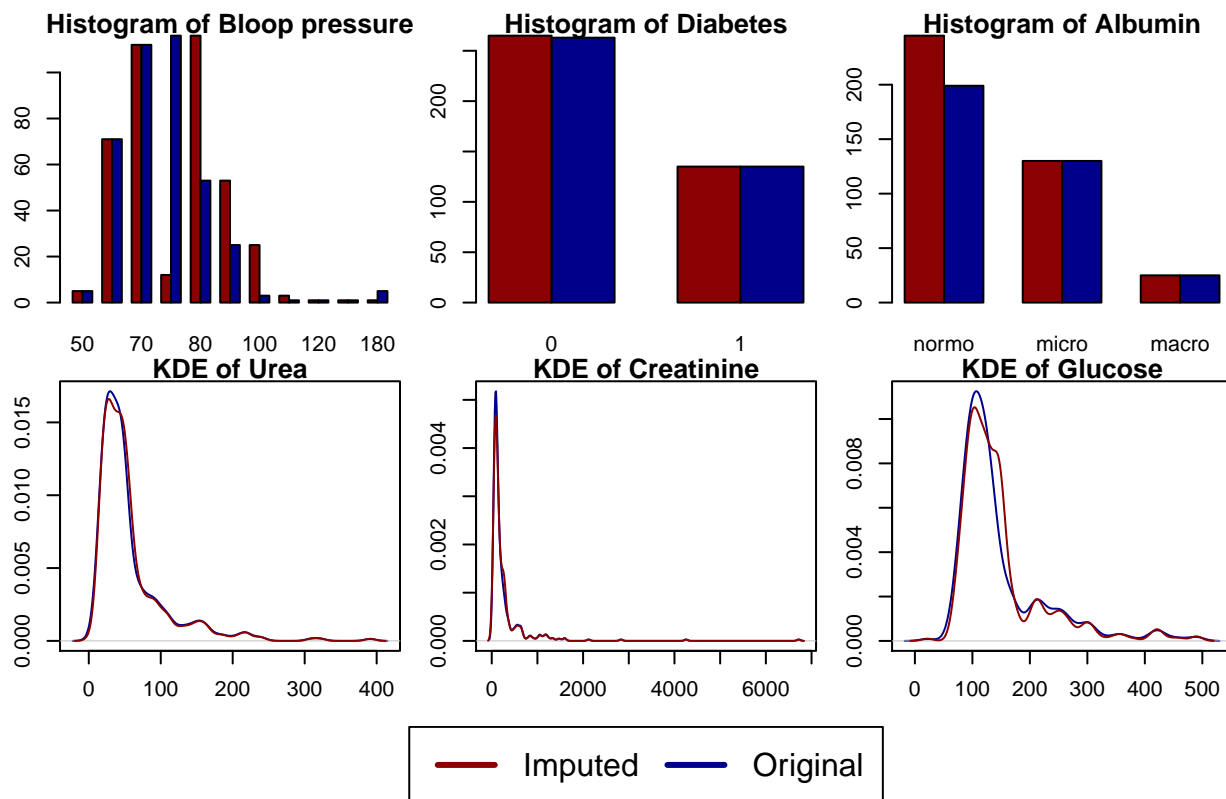 Histogram of Bloop pressure
0 20 40 60 80
50 70 80 100 120 180
Histogram of Diabetes
0 50 100 200
0 1
Histogram of Albumin
0 50 100 150 200
normo micro macro
KDE of Urea
0.000 0.005 0.010 0.015
0 100 200 300 400
KDE of Creatinine
0.000 0.002 0.004
0 2000 4000 6000
KDE of Glucose
0.000 0.004 0.008
0 100 200 300 400 500
Imputed Original